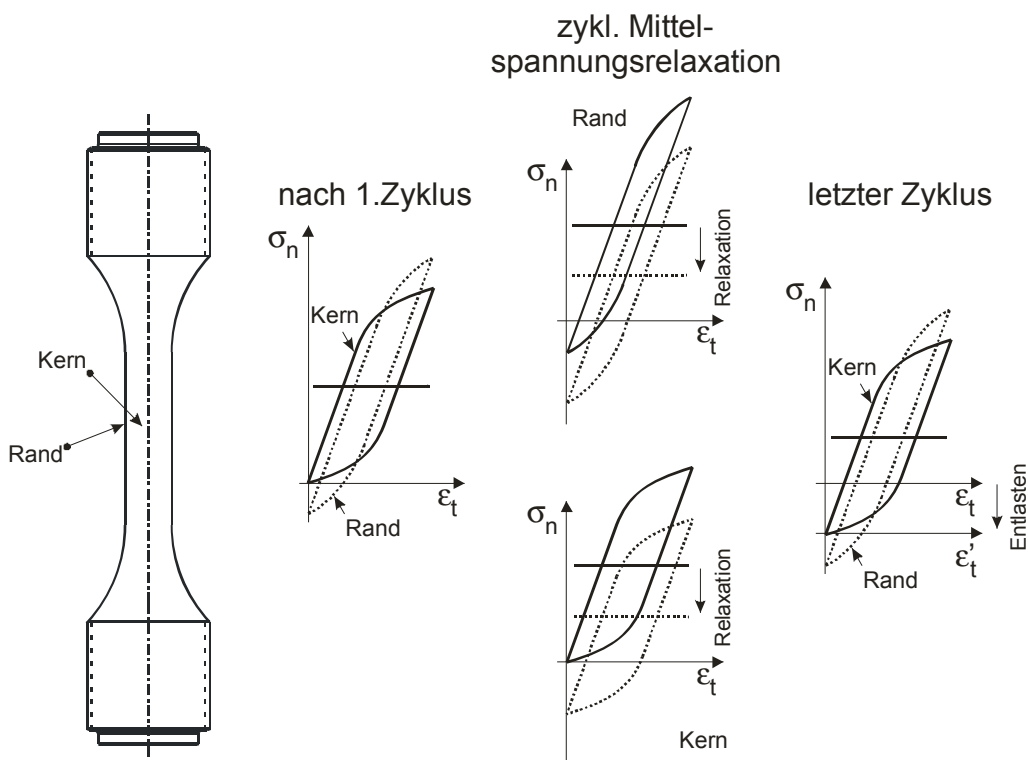 zykl. Mittel-
spannungsrelaxation
Kern
Rand
nach 1.Zyklus
σn
Kern
εt
Rand
Rand
σn
Relaxation
εt
σn
Relaxation
εt
Kern
letzter Zyklus
σn
Kern
εt
ε't
Entlasten
Rand